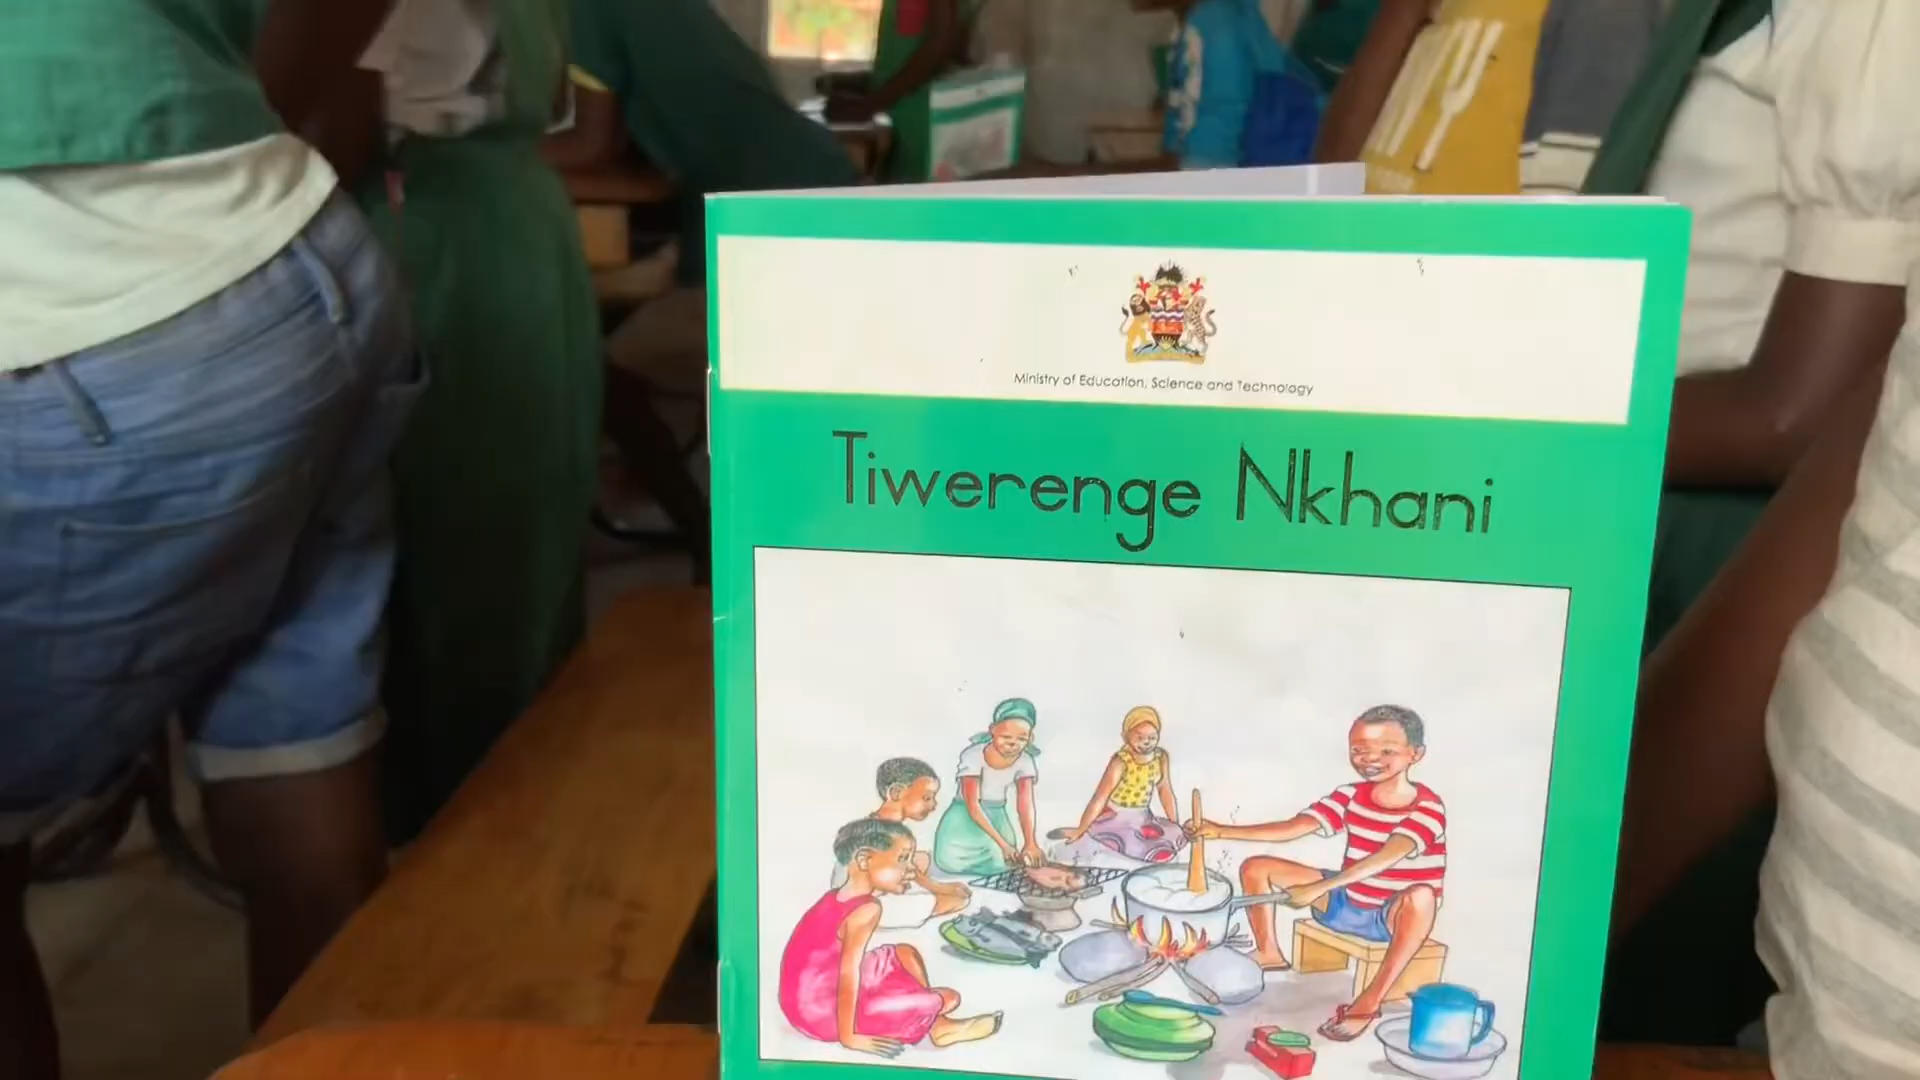 Ministry of Education, Science and Technology
Tiwerenge Nkhani